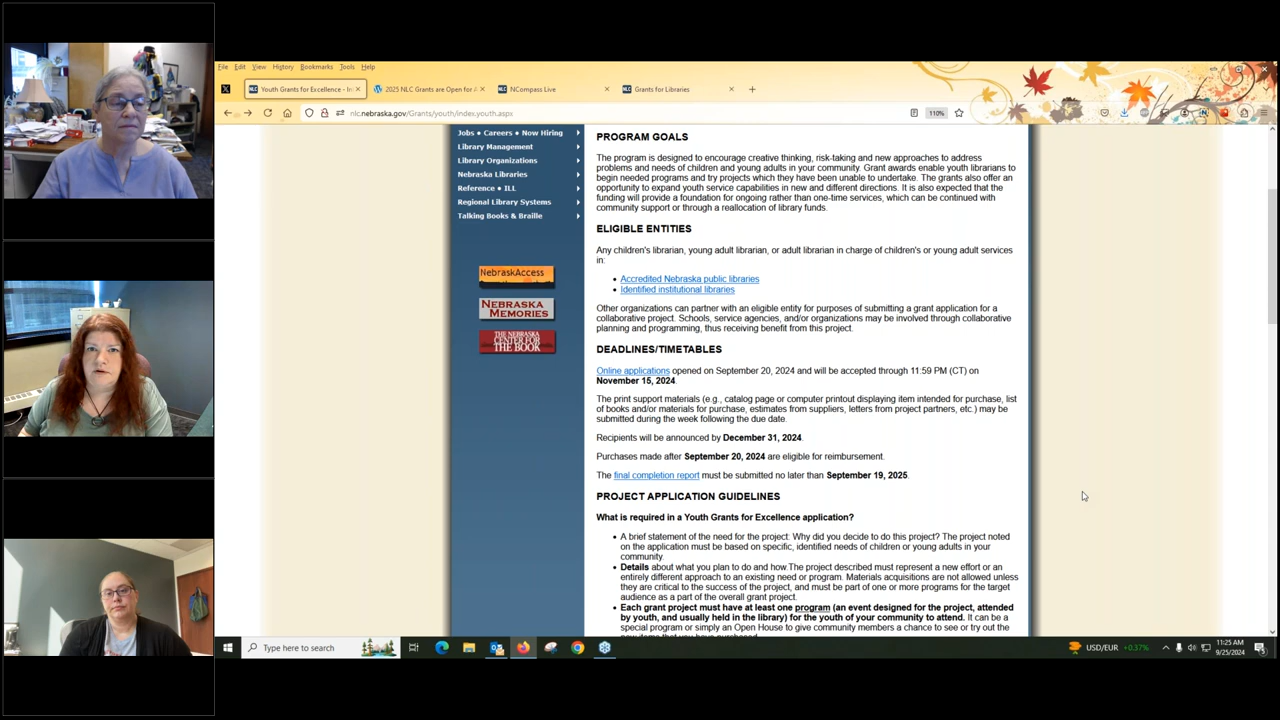 File Edit View History Bookmarks Tools Help
Youth Grants for Excellence - In
2025 NLC Grants are Open for A
NCompass Live
Grants for Libraries
nlc.nebraska.gov/Grants/youth/index.youth.aspx
110%
Jobs • Careers • Now Hiring
Library Management
Library Organizations
Nebraska Libraries
Reference • ILL
Regional Library Systems
Talking Books & Braille
NebraskAccess
NEBRASKA
MEMORIES
THE NEBRASKA
CENTER FOR
THE BOOK
PROGRAM GOALS
The program is designed to encourage creative thinking, risk-taking and new approaches to address
problems and needs of children and young adults in your community. Grant awards enable youth librarians to
begin needed programs and try projects which they have been unable to undertake. The grants also offer an
opportunity to expand youth service capabilities in new and different directions. It is also expected that the
funding will provide a foundation for ongoing rather than one-time services, which can be continued with
community support or through a reallocation of library funds.
ELIGIBLE ENTITIES
Any children's librarian, young adult librarian, or adult librarian in charge of children's or young adult services
in:
• Accredited Nebraska public libraries
• Identified institutional libraries
Other organizations can partner with an eligible entity for purposes of submitting a grant application for a
collaborative project. Schools, service agencies, and/or organizations may be involved through collaborative
planning and programming, thus receiving benefit from this project.
DEADLINES/TIMETABLES
Online applications opened on September 20, 2024 and will be accepted through 11:59 PM (CT) on
November 15, 2024.
The print support materials (e.g., catalog page or computer printout displaying item intended for purchase, list
of books and/or materials for purchase, estimates from suppliers, letters from project partners, etc.) may be
submitted during the week following the due date.
Recipients will be announced by December 31, 2024.
Purchases made after September 20, 2024 are eligible for reimbursement.
The final completion report must be submitted no later than September 19, 2025.
PROJECT APPLICATION GUIDELINES
What is required in a Youth Grants for Excellence application?
• A brief statement of the need for the project: Why did you decide to do this project? The project noted
on the application must be based on specific, identified needs of children or young adults in your
community.
• Details about what you plan to do and how.The project described must represent a new effort or an
entirely different approach to an existing need or program. Materials acquisitions are not allowed unless
they are critical to the success of the project, and must be part of one or more programs for the target
audience as a part of the overall grant project.
• Each grant project must have at least one program (an event designed for the project, attended
by youth, and usually held in the library) for the youth of your community to attend. It can be a
special program or simply an Open House to give community members a chance to see or try out the
Type here to search
USD/EUR +0.37%
11:25 AM
9/25/2024